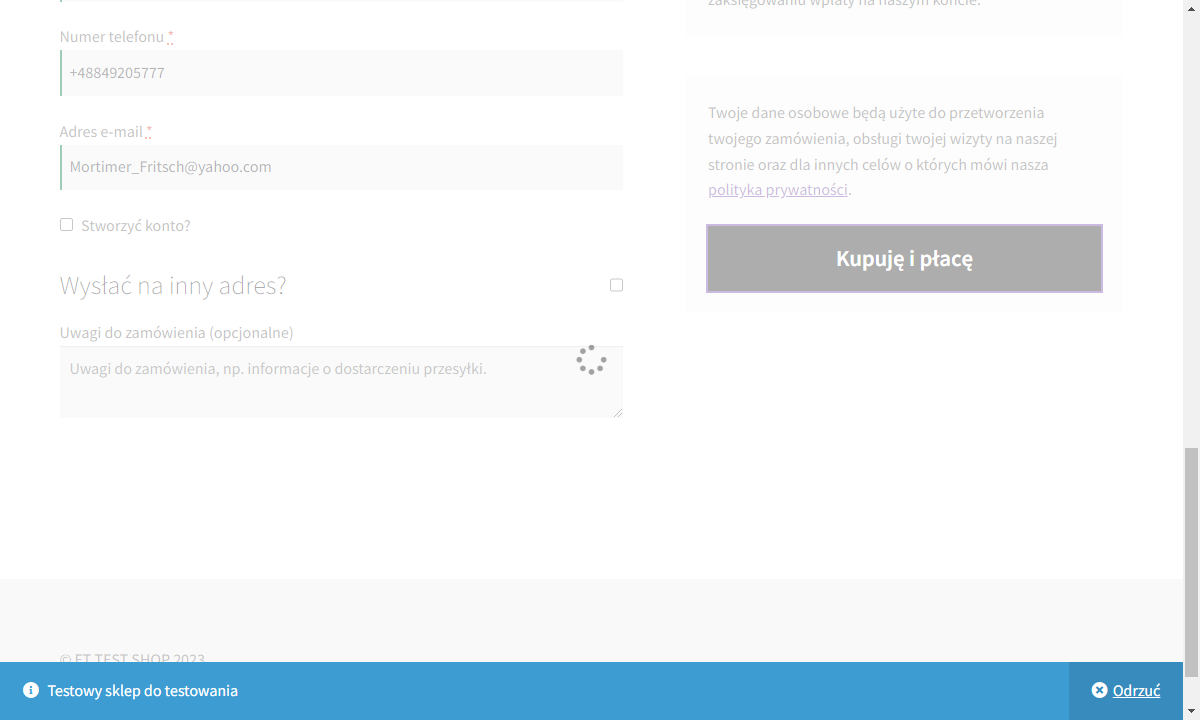 zaksięgowaniu wpłaty na naszym koncie.
Numer telefonu *
+48849205777
Adres e-mail *
Mortimer_Fritsch@yahoo.com
Stworzyć konto?
Wysłać na inny adres?
Uwagi do zamówienia (opcjonalne)
Uwagi do zamówienia, np. informacje o dostarczeniu przesyłki.
Twoje dane osobowe będą użyte do przetworzenia
twojego zamówienia, obsługi twojej wizyty na naszej
stronie oraz dla innych celów o których mówi nasza
polityka prywatności.
Kupuję i płacę
© FT TEST SHOP 2023
Testowy sklep do testowania
Odrzuć